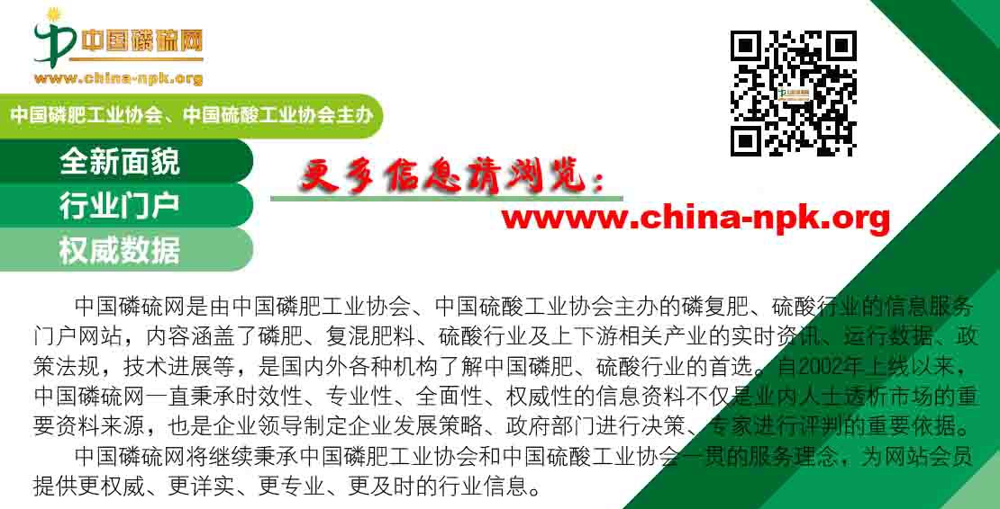 中国磷硫网
www.china-npk.org
中国磷肥工业协会、中国硫酸工业协会主办
全新面貌
行业门户
权威数据
更多信息请浏览：
wwww.china-npk.org
中国磷硫网是由中国磷肥工业协会、中国硫酸工业协会主办的磷复肥、硫酸行业的信息服务
门户网站，内容涵盖了磷肥、复混肥料、硫酸行业及上下游相关产业的实时资讯、运行数据、政
策法规，技术进展等，是国内外各种机构了解中国磷肥、硫酸行业的首选。自2002年上线以来，
中国磷硫网一直秉承时效性、专业性、全面性、权威性的信息资料不仅是业内人士透析市场的重
要资料来源，也是企业领导制定企业发展策略、政府部门进行决策、专家进行评判的重要依据。
中国磷硫网将继续秉承中国磷肥工业协会和中国硫酸工业协会一贯的服务理念，为网站会员
提供更权威、更详实、更专业、更及时的行业信息。